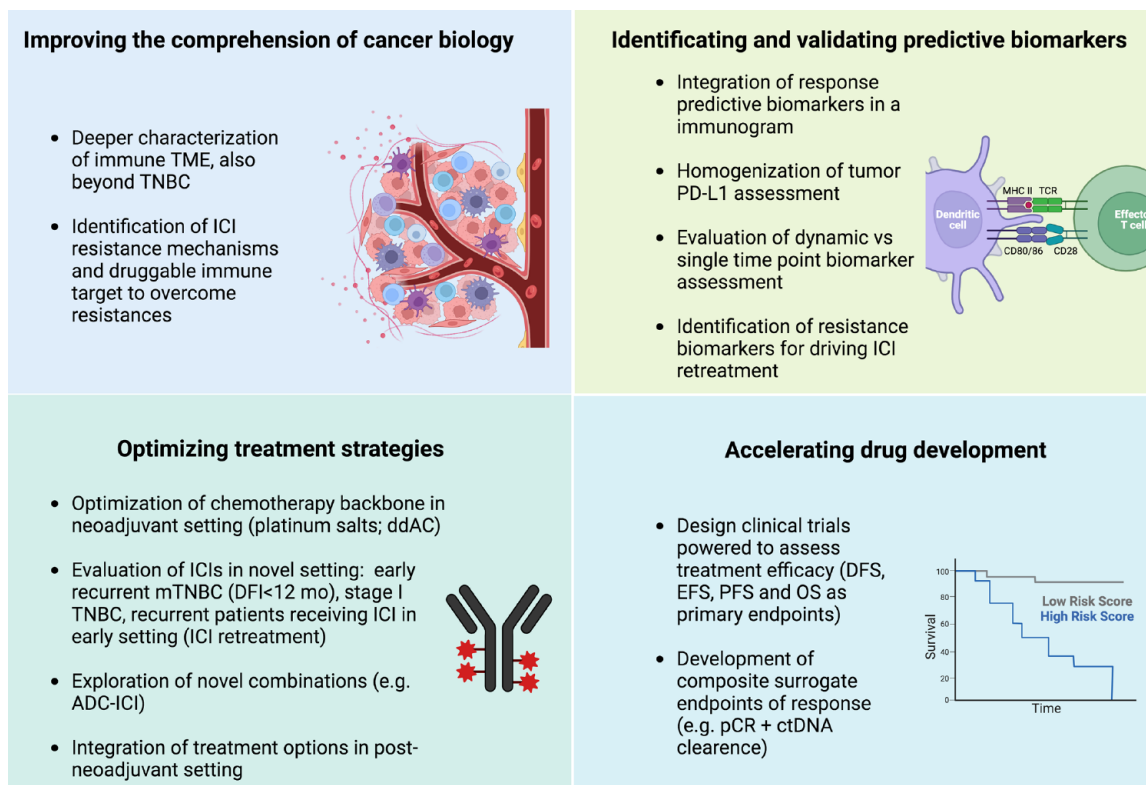 Improving the comprehension of cancer biology
• Deeper characterization
of immune TME, also
beyond TNBC
• Identification of ICI
resistance mechanisms
and druggable immune
target to overcome
resistances
Identificating and validating predictive biomarkers
• Integration of response
predictive biomarkers in a
immunogram
• Homogenization of tumor
PD-L1 assessment
• Evaluation of dynamic vs
single time point biomarker
assessment
• Identification of resistance
biomarkers for driving ICI
retreatment
MHC II TCR
Dendritic
cell
Effecto
T cell
CD80/86 CD28
Optimizing treatment strategies
• Optimization of chemotherapy backbone in
neoadjuvant setting (platinum salts; ddAC)
• Evaluation of ICIs in novel setting: early
recurrent mTNBC (DFI<12 mo), stage I
TNBC, recurrent patients receiving ICI in
early setting (ICI retreatment)
• Exploration of novel combinations (e.g.
ADC-ICI)
• Integration of treatment options in post-
neoadjuvant setting
Accelerating drug development
• Design clinical trials
powered to assess
treatment efficacy (DFS,
EFS, PFS and OS as
primary endpoints)
• Development of
composite surrogate
endpoints of response
(e.g. pCR + ctDNA
clearence)
Survival
100
80
60
40
20
0
Low Risk Score
High Risk Score
Time